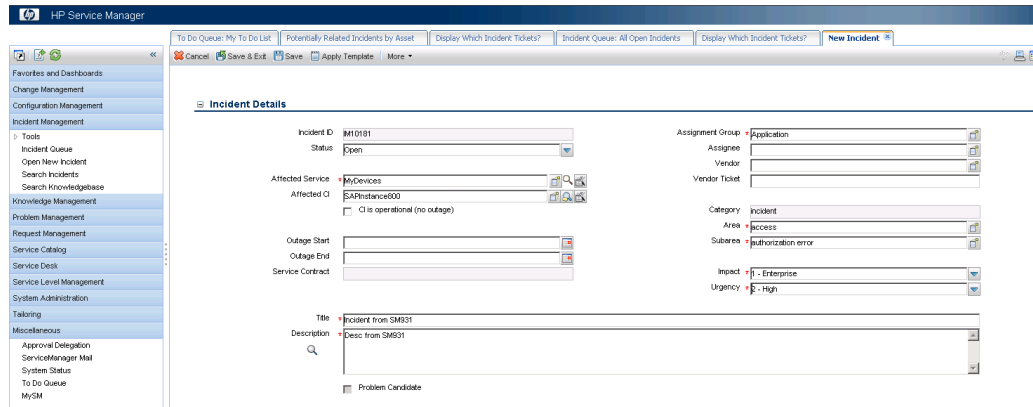 hp HP Service Manager
To Do Queue: My To Do List Potentially Related Incidents by Asset Display Which Incident Tickets? Incident Queue: All Open Incidents Display Which Incident Tickets? New Incident
« Cancel Save & Exit Save Apply Template More
Favorites and Dashboards
Change Management
Configuration Management
Incident Management
Tools
Incident Queue
Open New Incident
Search Incidents
Search Knowledgebase
Knowledge Management
Problem Management
Request Management
Service Catalog
Service Desk
Service Level Management
System Administration
Tailoring
Miscellaneous
Approval Delegation
ServiceManager Mail
System Status
To Do Queue
MySM
Incident Details
Incident ID IM10181
Status Open
Affected Service * MyDevices
Affected CI SAPInstance800
CI is operational (no outage)
Outage Start
Outage End
Service Contract
Assignment Group * Application
Assignee
Vendor
Vendor Ticket
Category incident
Area * access
Subarea * authorization error
Impact * 1 - Enterprise
Urgency * 2 - High
Title * Incident from SM931
Description * Desc from SM931
Problem Candidate